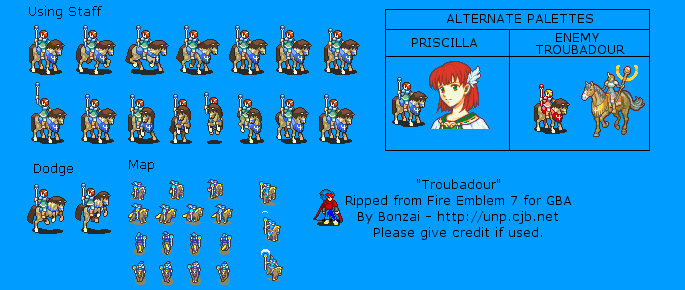 Using Staff
ALTERNATE PALETTES
PRISCILLA
ENEMY
TROUBADOUR
Dodge
Map
"Troubadour"
Ripped from Fire Emblem 7 for GBA
By Bonzai - http://unp.cjb.net
Please give credit if used.